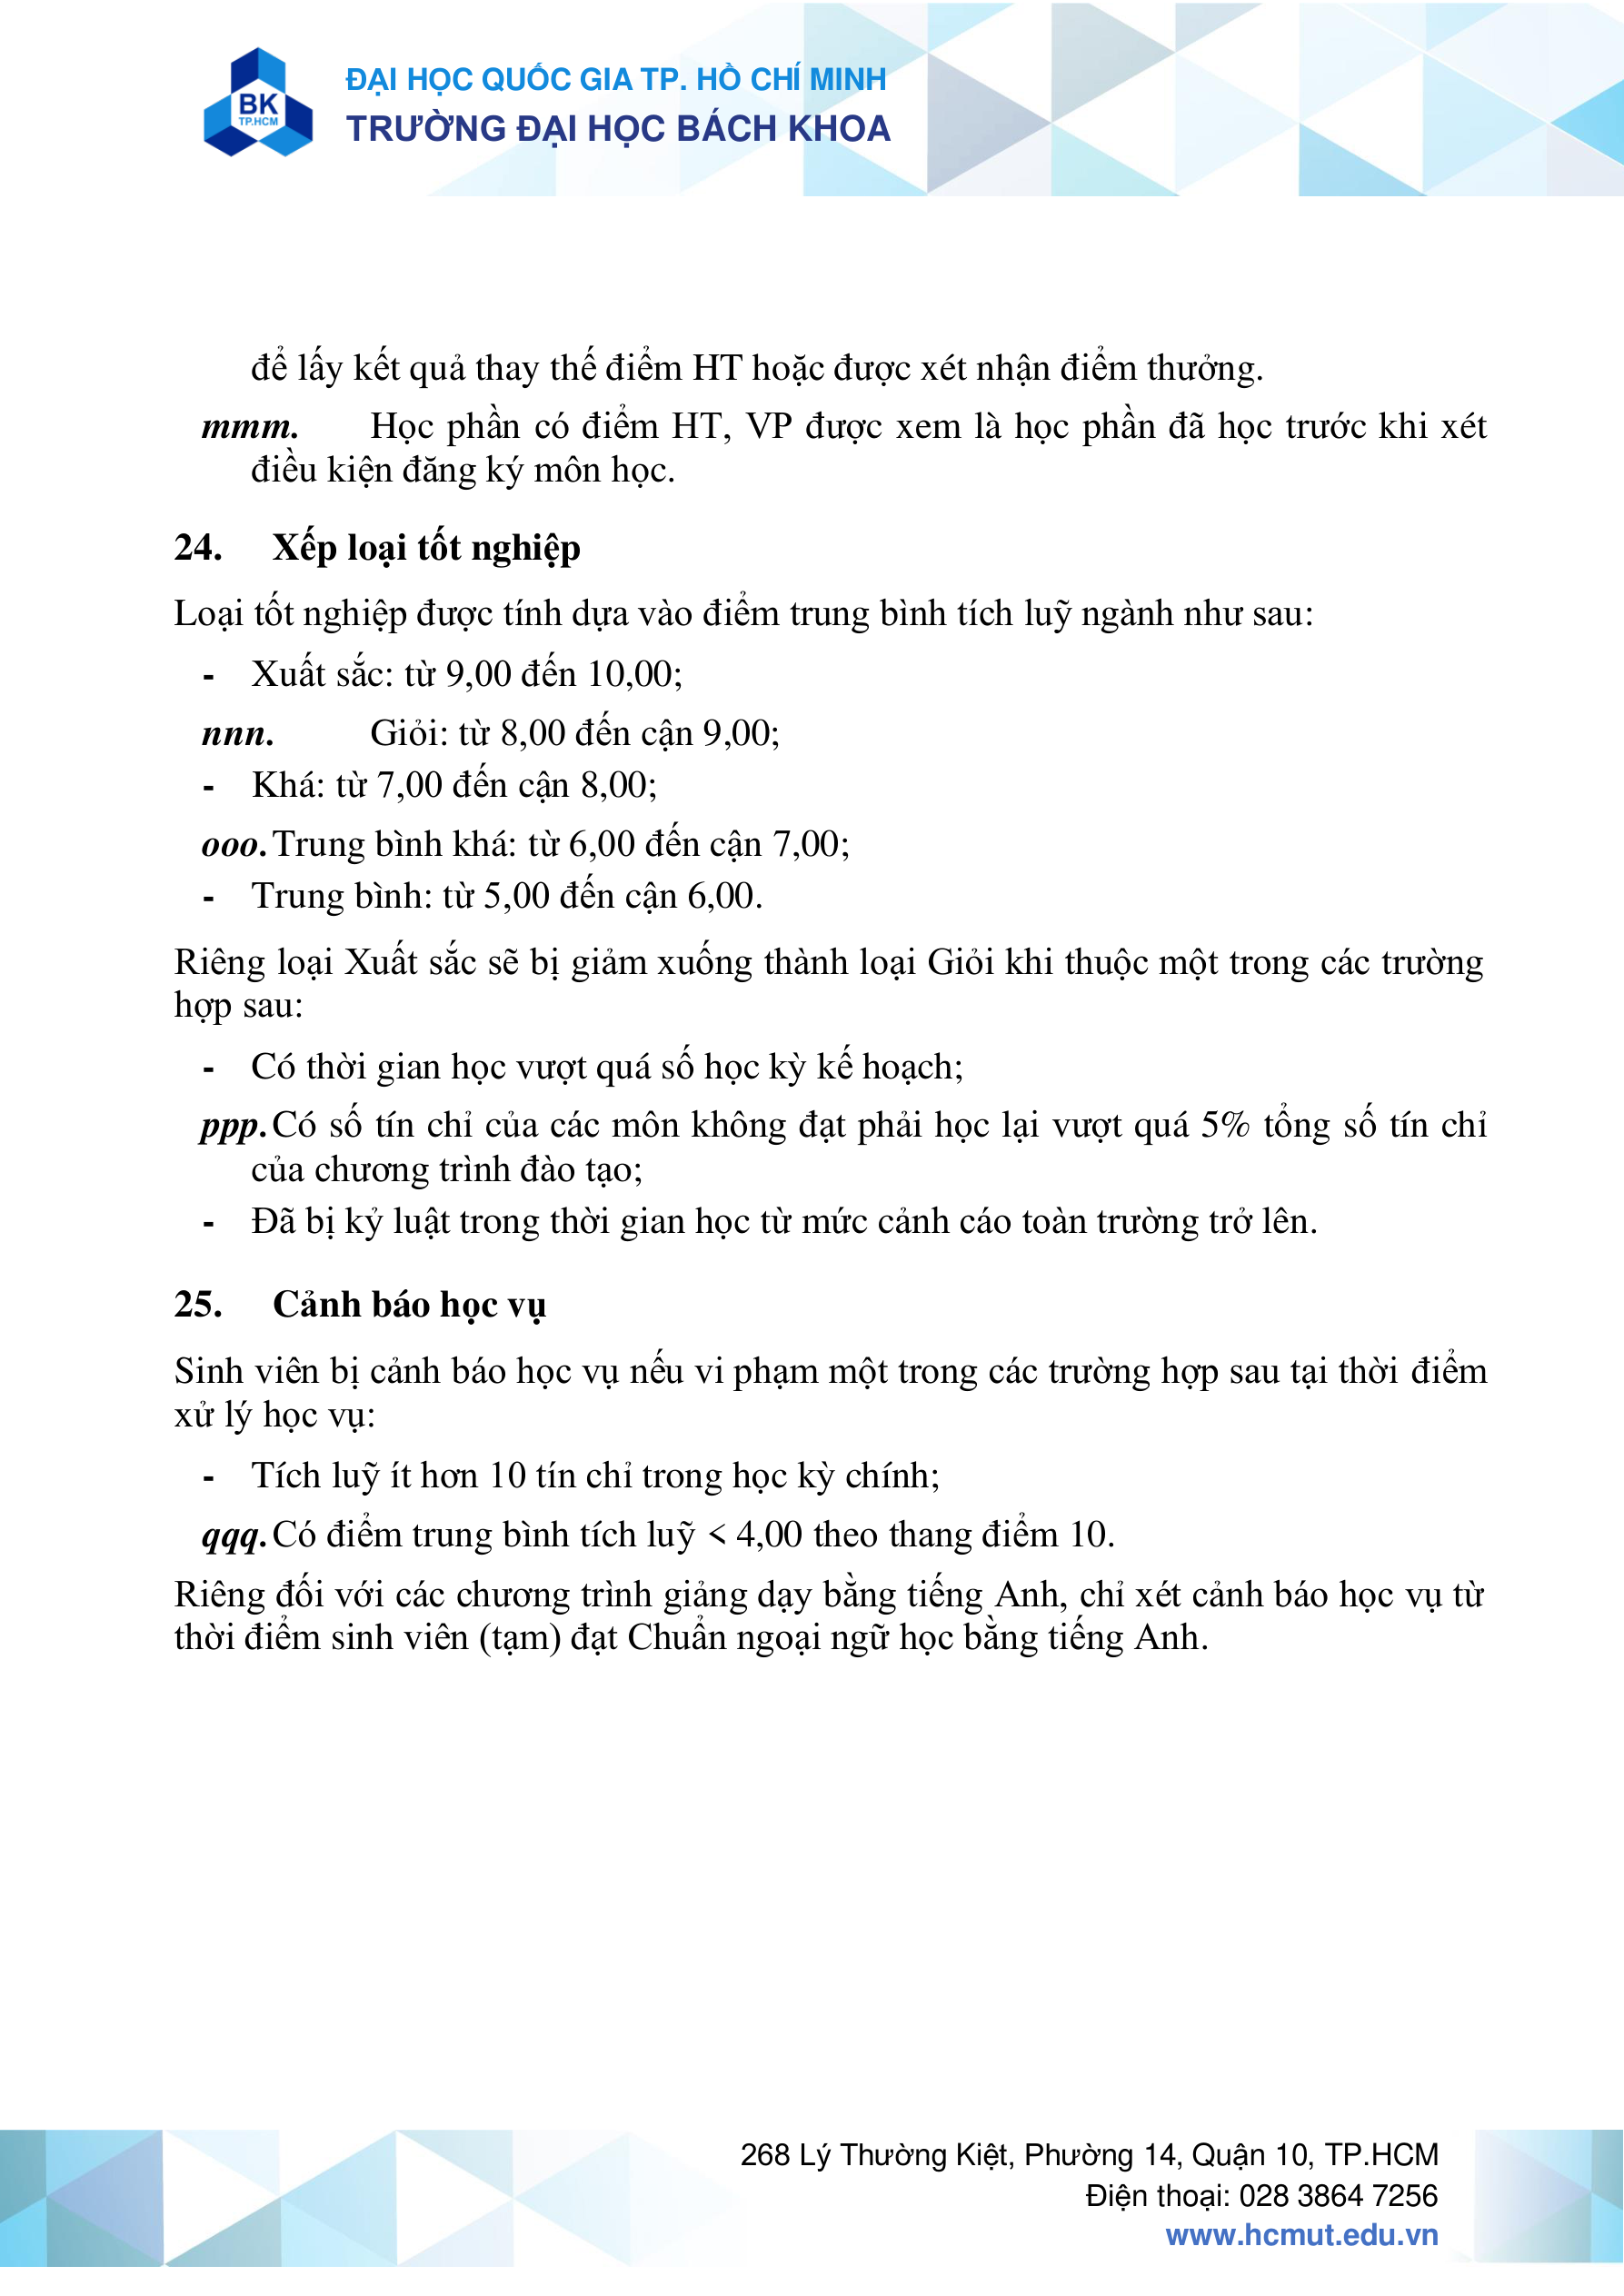 BK
TP.HCM
ĐẠI HỌC QUỐC GIA TP. HỒ CHÍ MINH
TRƯỜNG ĐẠI HỌC BÁCH KHOA
để lấy kết quả thay thế điểm HT hoặc được xét nhận điểm thưởng.
mmm. Học phần có điểm HT, VP được xem là học phần đã học trước khi xét
điều kiện đăng ký môn học.
24. Xếp loại tốt nghiệp
Loại tốt nghiệp được tính dựa vào điểm trung bình tích luỹ ngành như sau:
- Xuất sắc: từ 9,00 đến 10,00;
nnn. Giỏi: từ 8,00 đến cận 9,00;
- Khá: từ 7,00 đến cận 8,00;
ooo. Trung bình khá: từ 6,00 đến cận 7,00;
- Trung bình: từ 5,00 đến cận 6,00.
Riêng loại Xuất sắc sẽ bị giảm xuống thành loại Giỏi khi thuộc một trong các trường
hợp sau:
- Có thời gian học vượt quá số học kỳ kế hoạch;
ppp. Có số tín chỉ của các môn không đạt phải học lại vượt quá 5% tổng số tín chỉ
của chương trình đào tạo;
- Đã bị kỷ luật trong thời gian học từ mức cảnh cáo toàn trường trở lên.
25. Cảnh báo học vụ
Sinh viên bị cảnh báo học vụ nếu vi phạm một trong các trường hợp sau tại thời điểm
xử lý học vụ:
- Tích luỹ ít hơn 10 tín chỉ trong học kỳ chính;
qqq. Có điểm trung bình tích luỹ < 4,00 theo thang điểm 10.
Riêng đối với các chương trình giảng dạy bằng tiếng Anh, chỉ xét cảnh báo học vụ từ
thời điểm sinh viên (tạm) đạt Chuẩn ngoại ngữ học bằng tiếng Anh.
268 Lý Thường Kiệt, Phường 14, Quận 10, TP.HCM
Điện thoại: 028 3864 7256
www.hcmut.edu.vn